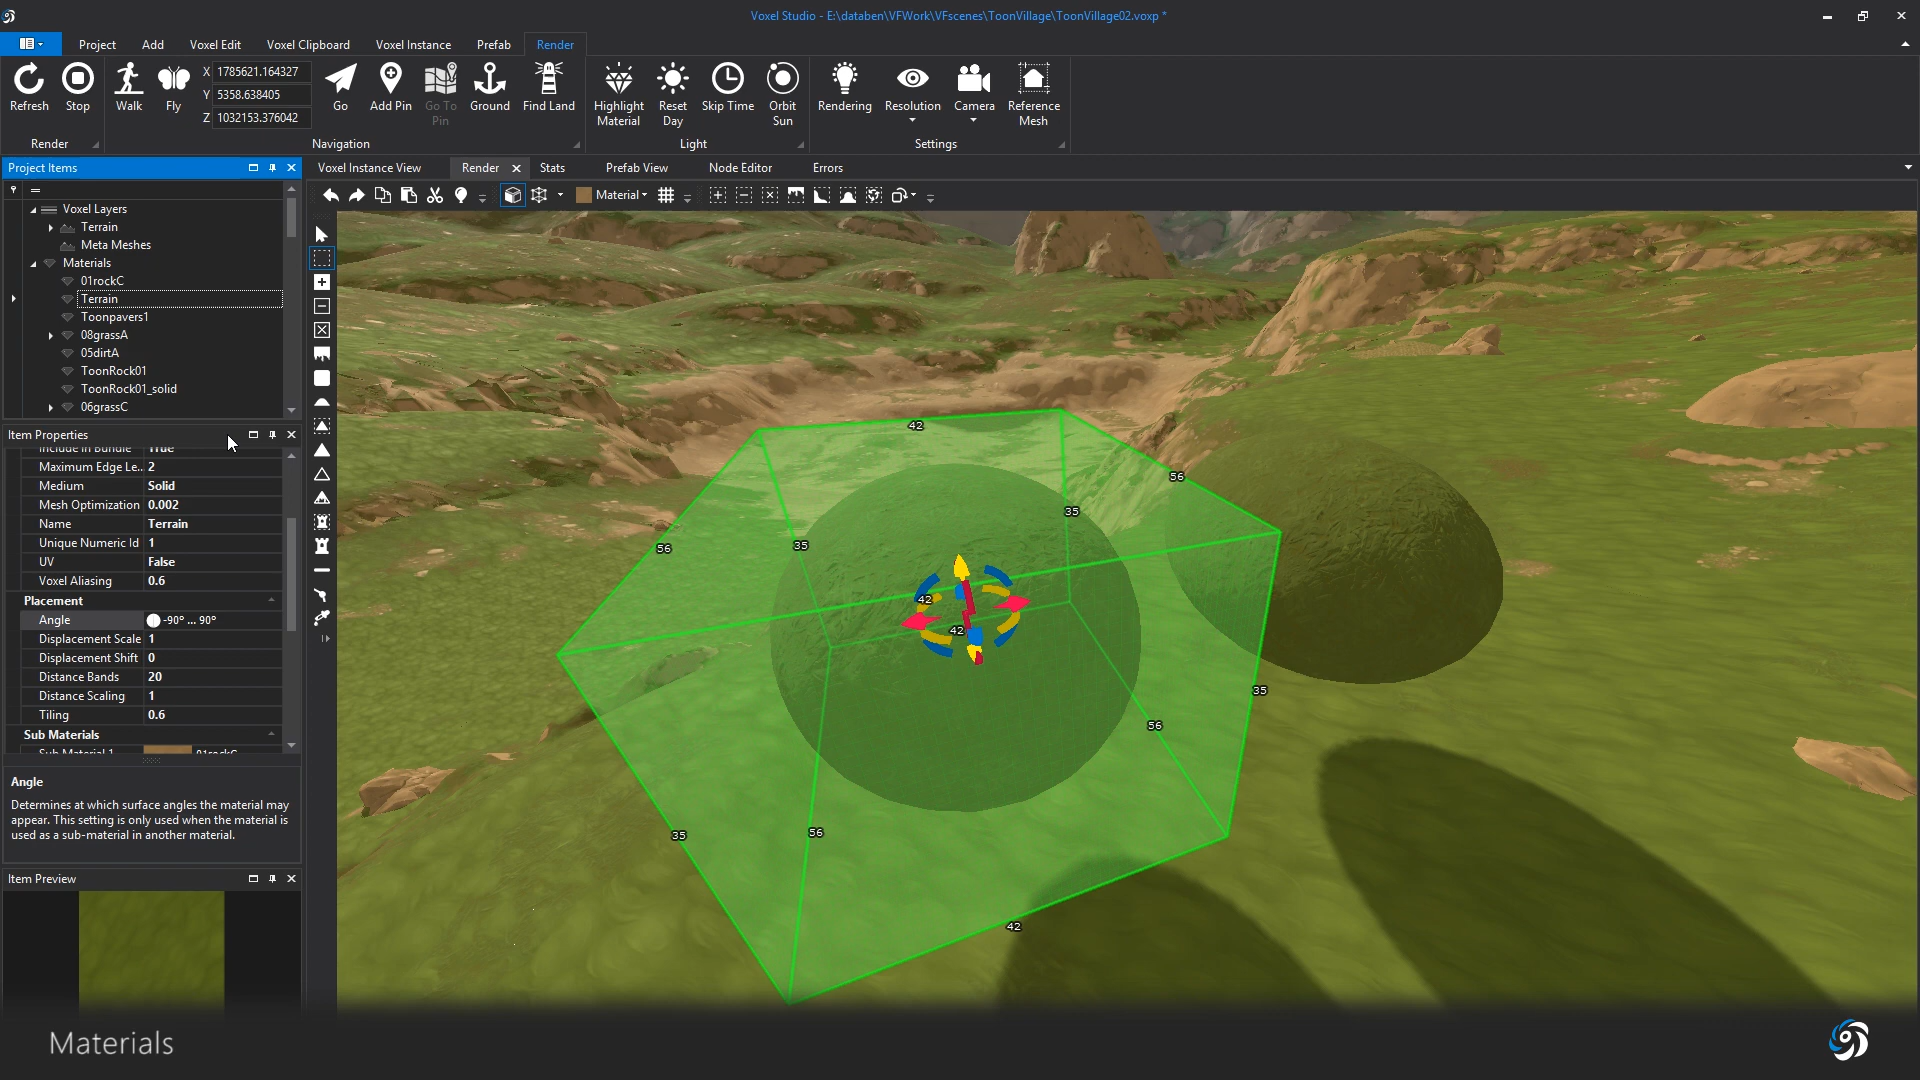 Voxel Studio - E:\databen\VFWork\VFscenes\ToonVillage\ToonVillage02.voxp *
Project Add Voxel Edit Voxel Clipboard Voxel Instance Prefab Render
Refresh Stop Walk Fly
X 1785621.164327
Y 5358.638405
Z 1032153.376042
Go Add Pin Go To Pin Ground Find Land
Highlight Material Reset Day Skip Time Orbit Sun
Rendering Resolution Camera Reference Mesh
Render Navigation Light Settings
Project Items
Voxel Layers
Terrain
Meta Meshes
Materials
01rockC
Terrain
Toonpavers1
08grassA
05dirtA
ToonRock01
ToonRock01_solid
06grassC
Item Properties
Include in Bundle True
Maximum Edge Le... 2
Medium Solid
Mesh Optimization 0.002
Name Terrain
Unique Numeric Id 1
UV False
Voxel Aliasing 0.6
Placement
Angle -90° ... 90°
Displacement Scale 1
Displacement Shift 0
Distance Bands 20
Distance Scaling 1
Tiling 0.6
Sub Materials
Sub Material 1 01rockC
Angle
Determines at which surface angles the material may
appear. This setting is only used when the material is
used as a sub-material in another material.
Item Preview
Voxel Instance View Render Stats Prefab View Node Editor Errors
Material
42
56
35
56
35
42
42
35
56
35
56
42
Materials